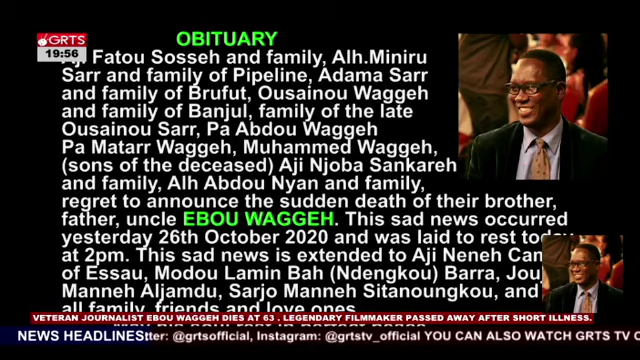 GRTS
19:56
OBITUARY
Aji Fatou Sosseh and family, Alh.Miniru
Sarr and family of Pipeline, Adama Sarr
and family of Brufut, Ousainou Waggeh
and family of Banjul, family of the late
Ousainou Sarr, Pa Abdou Waggeh
Pa Matarr Waggeh, Muhammed Waggeh,
(sons of the deceased) Aji Njoba Sankareh
and family, Alh Abdou Nyan and family,
regret to announce the sudden death of their brother,
father, uncle EBOU WAGGEH. This sad news occurred
yesterday 26th October 2020 and was laid to rest today
at 2pm. This sad news is extended to Aji Neneh
of Essau, Modou Lamin Bah (Ndengkou) Barra,
Manneh Aljamdu, Sarjo Manneh Sitanoungkou, and
all family, friends and love ones
VETERAN JOURNALIST EBOU WAGGEH DIES AT 63 . LEGENDARY FILMMAKER PASSED AWAY AFTER SHORT ILLNESS.
NEWS HEADLINES tter: @grtsofficial, Instagram: @grtstv_official YOU CAN ALSO WATCH GRTS TV